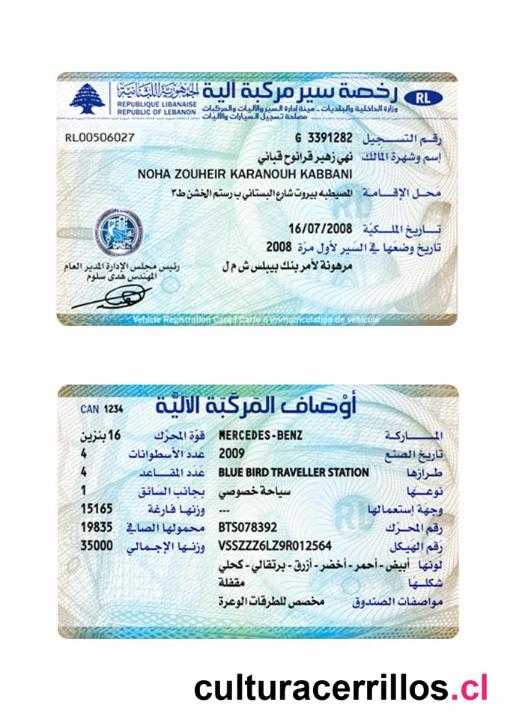 الجمهورية اللبنانية
REPUBLIQUE LIBANAISE
REPUBLIC OF LEBANON
رخصة سير مركبة آلية
وزارة الداخلية والبلديات - هيئة إدارة السير والآليات والمركبات
مصلحة تسجيل السيارات والآليات
RL
RL00506027
رقم التسجيل G 3391282
إسم وشهرة المالك نهي زهير قرانوح قباني
NOHA ZOUHEIR KARANOUH KABBANI
محل الإقامة المصيطبه بيروت شارع البستاني ب رستم الخشن ط٣
تاريخ الملكية 16/07/2008
تاريخ وضعها في السير لأول مرة 2008
مرهونة لأمر بنك بيبلس ش م ل
رئيس مجلس الإدارة المدير العام
المهندس هدى سلوم
Vehicle Registration Card | Carte d'immatriculation de véhicule
CAN 1234
أوصاف المركبة الآلية
الماركة MERCEDES-BENZ قوة المحرك 16 بنزين
تاريخ الصنع 2009 عدد الأسطوانات 4
طرازها BLUE BIRD TRAVELLER STATION عدد المقاعد 4
نوعها سياحة خصوصي بجانب السائق 1
وجهة إستعمالها --- وزنها فارغة 15165
رقم المحرك BTS078392 محمولها الصافي 19835
رقم الهيكل VSSZZZ6LZ9R012564 وزنها الإجمالي 35000
لونها أبيض - أحمر - أخضر - أزرق - برتقالي - كحلي
شكلها مقفلة
مواصفات الصندوق مخصص للطرقات الوعرة
RL
culturacerrillos.cl